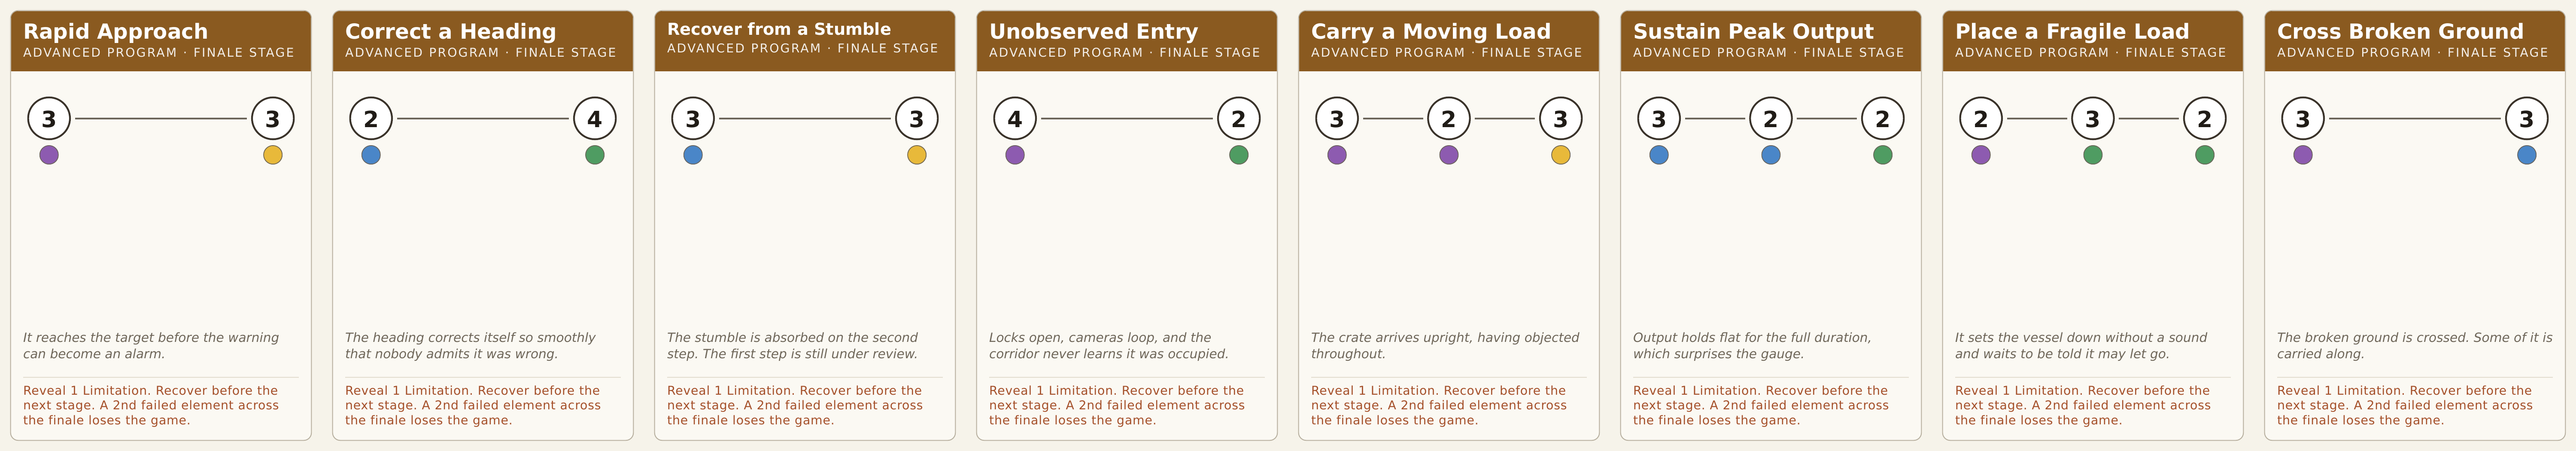 Rapid Approach
ADVANCED PROGRAM · FINALE STAGE
3 3
It reaches the target before the warning
can become an alarm.
Reveal 1 Limitation. Recover before the
next stage. A 2nd failed element across
the finale loses the game.
Correct a Heading
ADVANCED PROGRAM · FINALE STAGE
2 4
The heading corrects itself so smoothly
that nobody admits it was wrong.
Reveal 1 Limitation. Recover before the
next stage. A 2nd failed element across
the finale loses the game.
Recover from a Stumble
ADVANCED PROGRAM · FINALE STAGE
3 3
The stumble is absorbed on the second
step. The first step is still under review.
Reveal 1 Limitation. Recover before the
next stage. A 2nd failed element across
the finale loses the game.
Unobserved Entry
ADVANCED PROGRAM · FINALE STAGE
4 2
Locks open, cameras loop, and the
corridor never learns it was occupied.
Reveal 1 Limitation. Recover before the
next stage. A 2nd failed element across
the finale loses the game.
Carry a Moving Load
ADVANCED PROGRAM · FINALE STAGE
3 2 3
The crate arrives upright, having objected
throughout.
Reveal 1 Limitation. Recover before the
next stage. A 2nd failed element across
the finale loses the game.
Sustain Peak Output
ADVANCED PROGRAM · FINALE STAGE
3 2 2
Output holds flat for the full duration,
which surprises the gauge.
Reveal 1 Limitation. Recover before the
next stage. A 2nd failed element across
the finale loses the game.
Place a Fragile Load
ADVANCED PROGRAM · FINALE STAGE
2 3 2
It sets the vessel down without a sound
and waits to be told it may let go.
Reveal 1 Limitation. Recover before the
next stage. A 2nd failed element across
the finale loses the game.
Cross Broken Ground
ADVANCED PROGRAM · FINALE STAGE
3 3
The broken ground is crossed. Some of it is
carried along.
Reveal 1 Limitation. Recover before the
next stage. A 2nd failed element across
the finale loses the game.